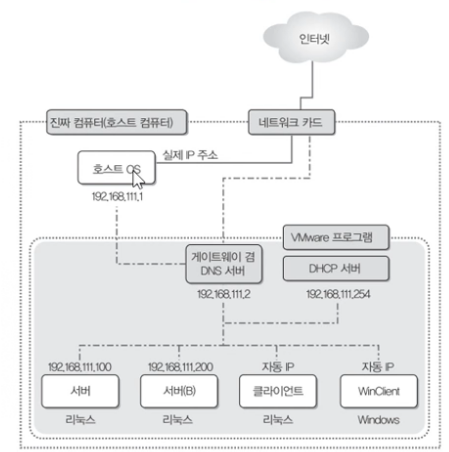 인터넷
진짜 컴퓨터(호스트 컴퓨터)
네트워크 카드
실제 IP 주소
호스트 OS
192,168,111,1
VMware 프로그램
게이트웨이 겸
DNS 서버
DHCP 서버
192,168,111,2
192,168,111,254
192,168,111,100
192,168,111,200
자동 IP
자동 IP
서버
서버(B)
클라이언트
WinClient
리눅스
리눅스
리눅스
Windows